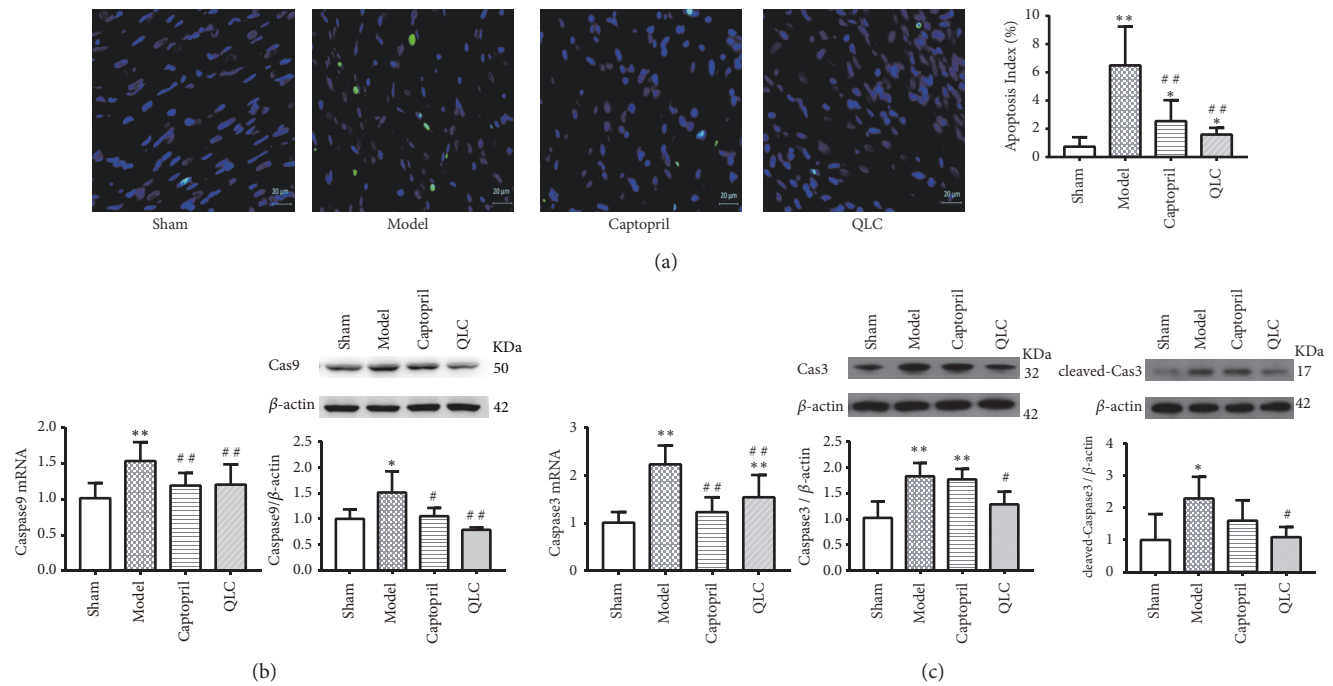 20 μm
20 μm
20 μm
20 μm
Sham
Model
Captopril
QLC
Apoptosis Index (%)
10
8
6
4
2
0
**
##
*
##
*
Sham
Model
Captopril
QLC
(a)
Sham
Model
Captopril
QLC
KDa
Cas9
50
β-actin
42
Caspase9 mRNA
2.0
1.5
1.0
0.5
0.0
**
##
##
Sham
Model
Captopril
QLC
Caspase9/β-actin
2.5
2.0
1.5
1.0
0.5
0.0
*
#
##
Sham
Model
Captopril
QLC
(b)
Caspase3 mRNA
3
2
1
0
**
##
##
**
Sham
Model
Captopril
QLC
Sham
Model
Captopril
QLC
KDa
Cas3
32
β-actin
42
Caspase3 / β-actin
2.5
2.0
1.5
1.0
0.5
0.0
**
**
#
Sham
Model
Captopril
QLC
Sham
Model
Captopril
QLC
KDa
cleaved-Cas3
17
β-actin
42
cleaved-Caspase3 / β-actin
4
3
2
1
0
*
#
Sham
Model
Captopril
QLC
(c)